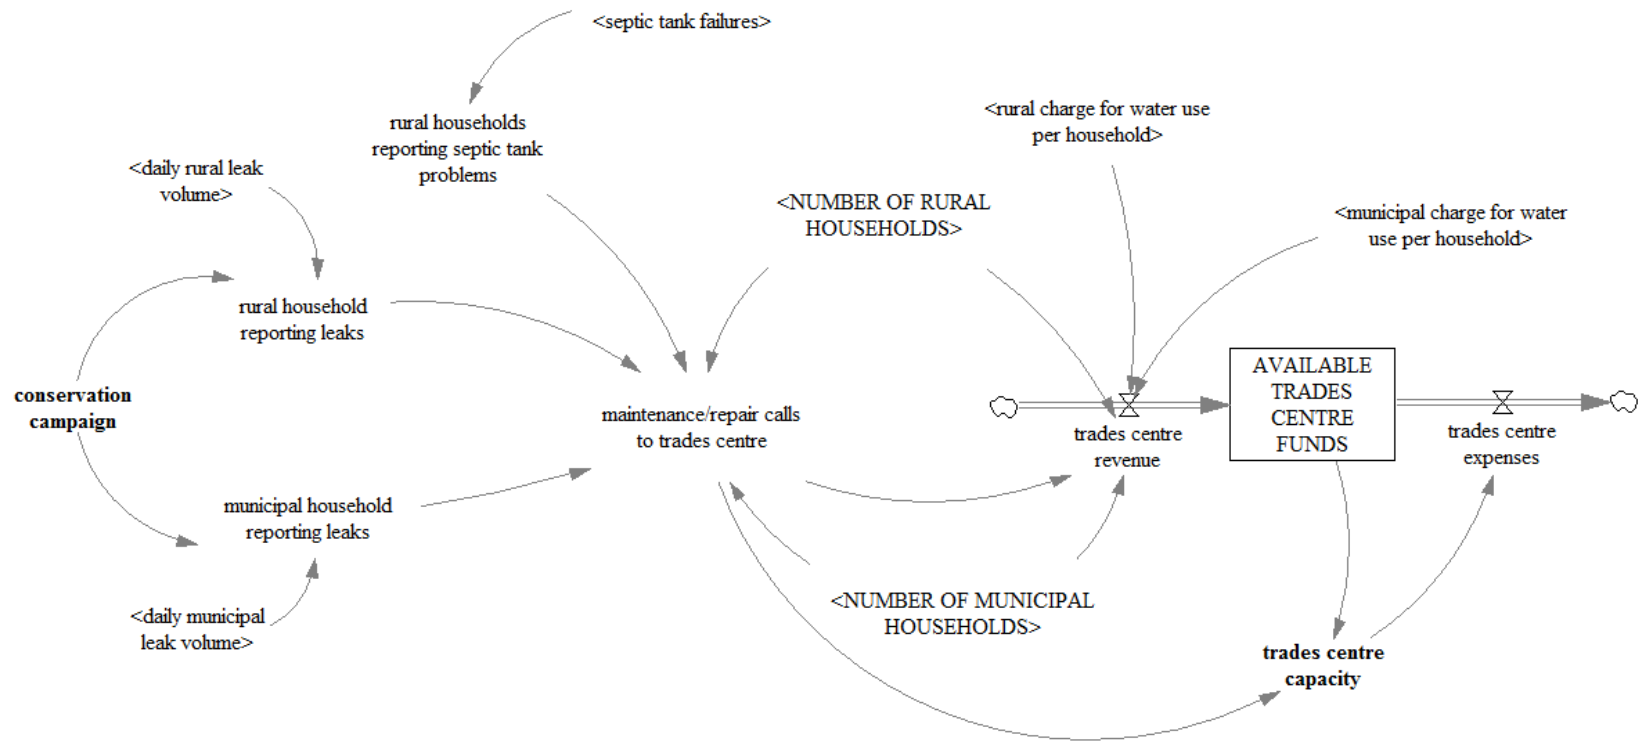 <septic tank failures>
rural households
reporting septic tank
problems
<rural charge for water use
per household>
<daily rural leak
volume>
<NUMBER OF RURAL
HOUSEHOLDS>
<municipal charge for water
use per household>
rural household
reporting leaks
conservation
campaign
maintenance/repair calls
to trades centre
trades centre
revenue
AVAILABLE
TRADES
CENTRE
FUNDS
trades centre
expenses
municipal household
reporting leaks
<daily municipal
leak volume>
<NUMBER OF MUNICIPAL
HOUSEHOLDS>
trades centre
capacity